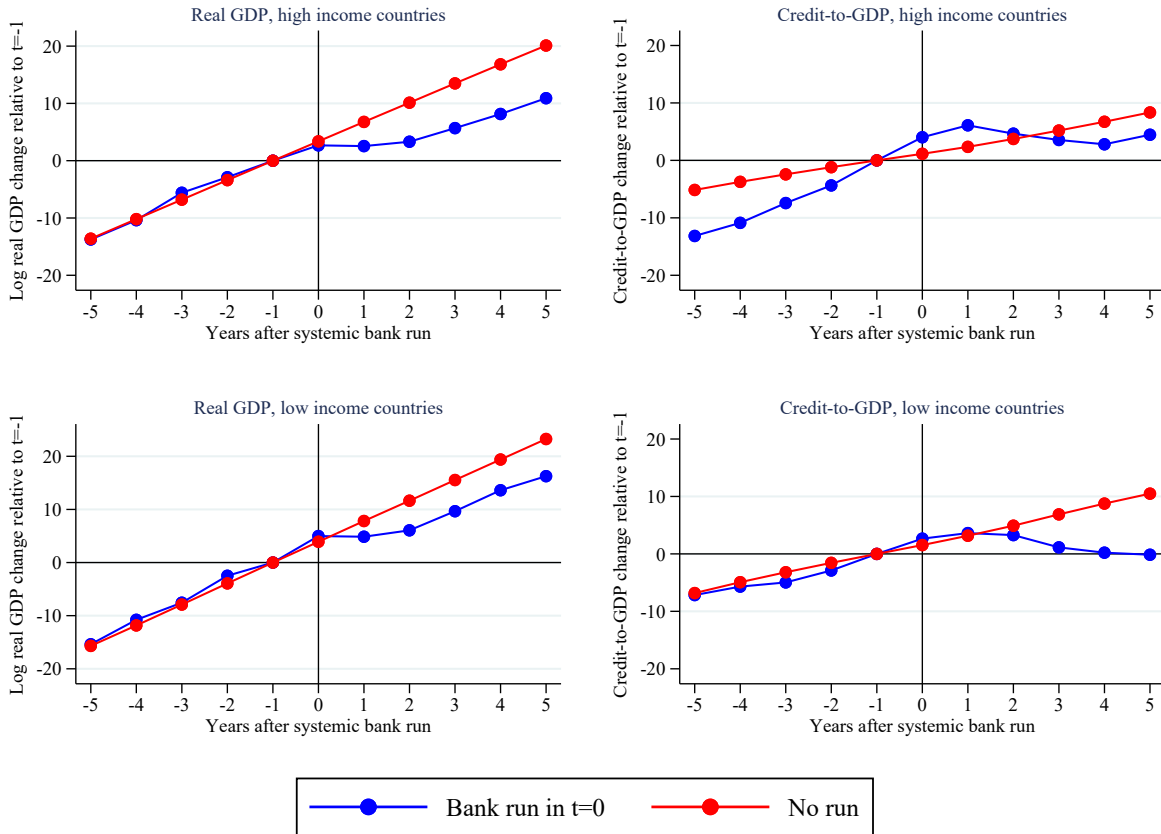 Real GDP, high income countries
Log real GDP change relative to t=-1
20
10
0
-10
-20
-5 -4 -3 -2 -1 0 1 2 3 4 5
Years after systemic bank run
Credit-to-GDP, high income countries
Credit-to-GDP change relative to t=-1
20
10
0
-10
-20
-5 -4 -3 -2 -1 0 1 2 3 4 5
Years after systemic bank run
Real GDP, low income countries
Log real GDP change relative to t=-1
20
10
0
-10
-20
-5 -4 -3 -2 -1 0 1 2 3 4 5
Years after systemic bank run
Credit-to-GDP, low income countries
Credit-to-GDP change relative to t=-1
20
10
0
-10
-20
-5 -4 -3 -2 -1 0 1 2 3 4 5
Years after systemic bank run
Bank run in t=0 No run